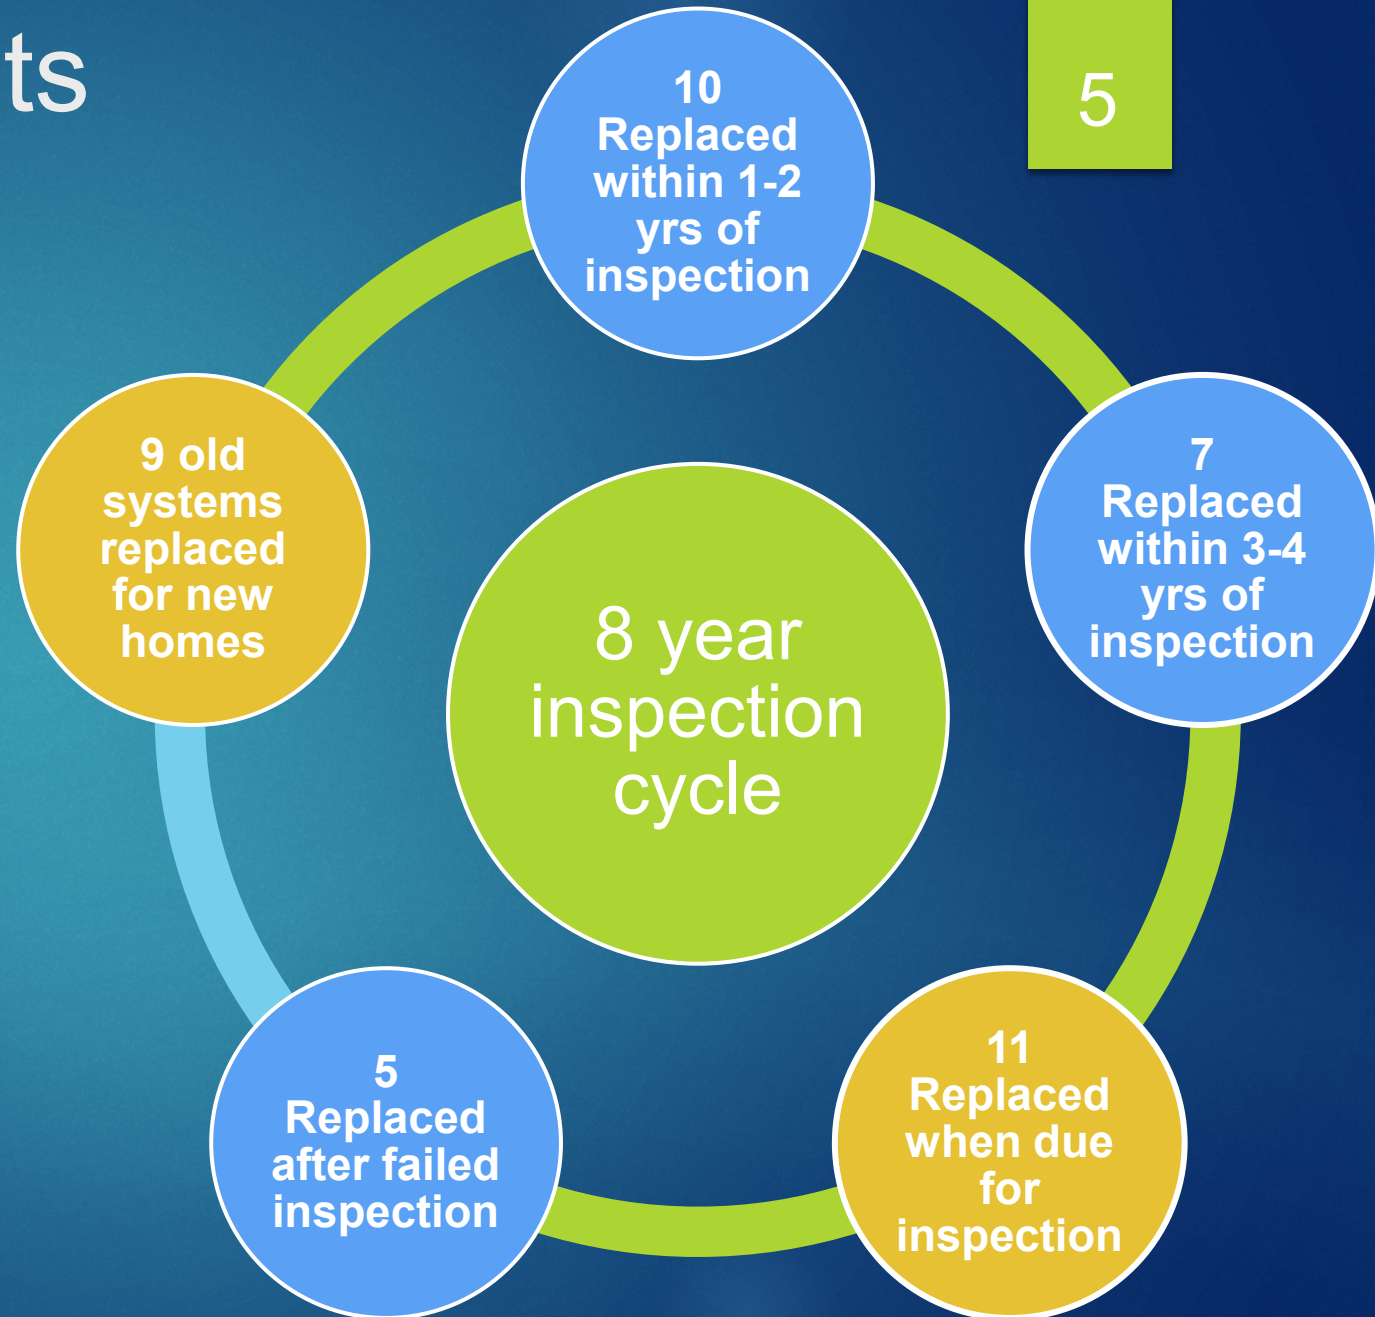 ts
5
10
Replaced
within 1-2
yrs of
inspection
7
Replaced
within 3-4
yrs of
inspection
11
Replaced
when due
for
inspection
5
Replaced
after failed
inspection
9 old
systems
replaced
for new
homes
8 year
inspection
cycle